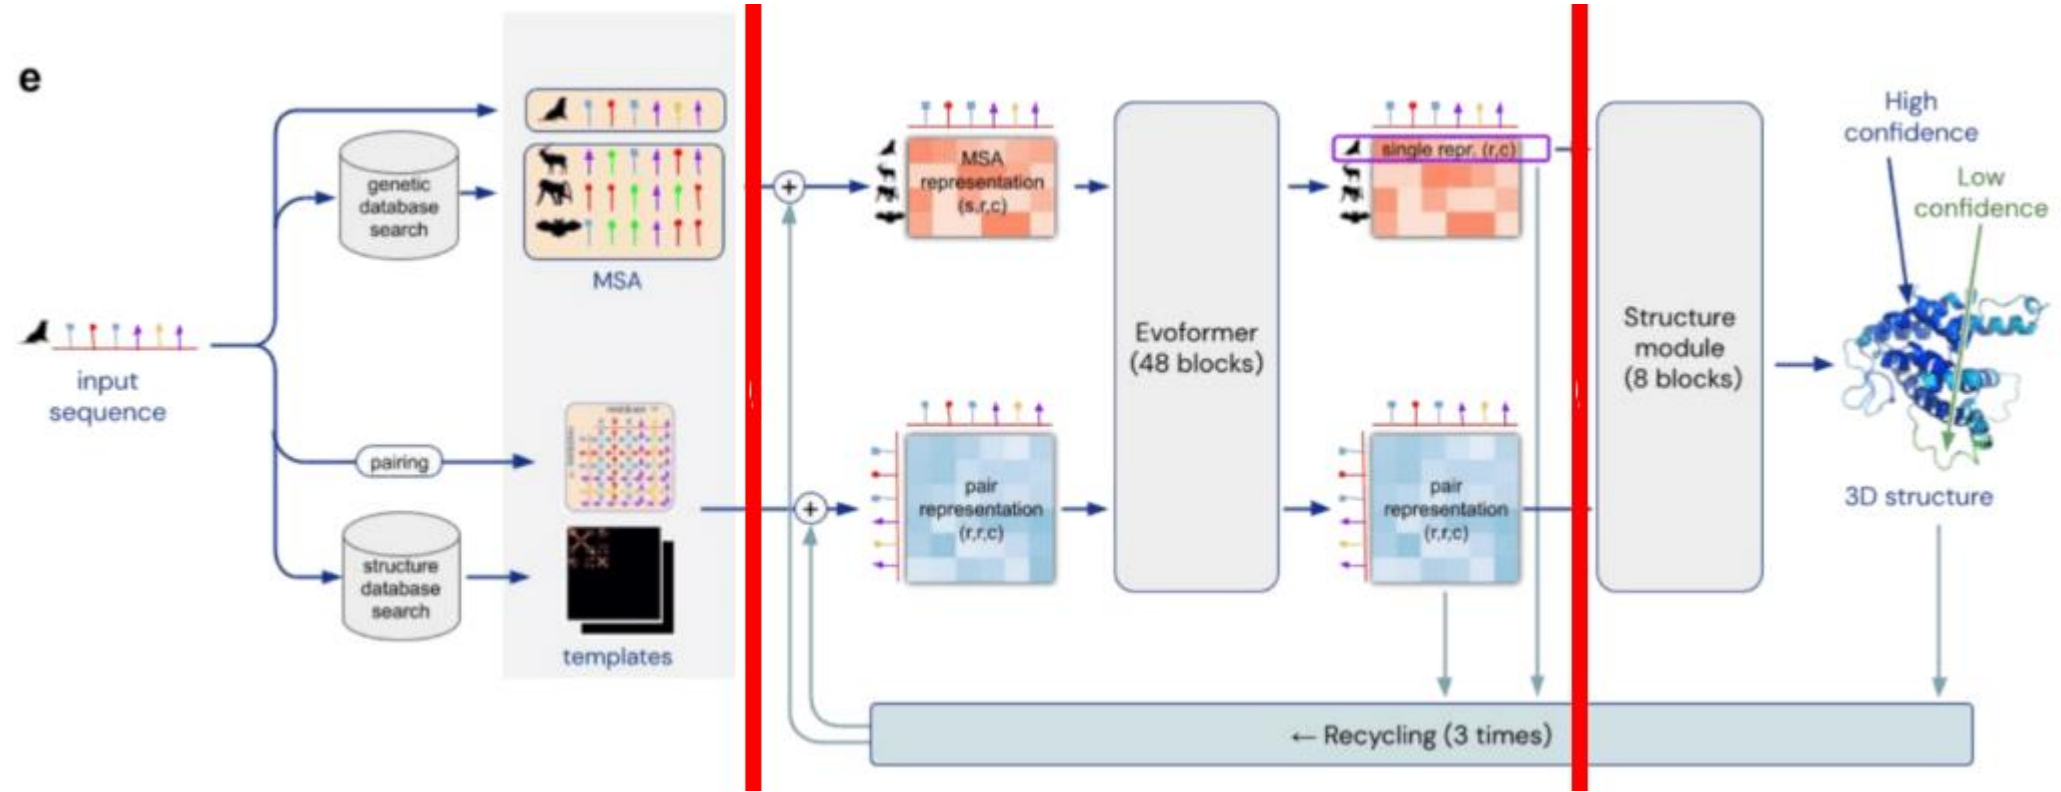 e
input
sequence
genetic
database
search
pairing
structure
database
search
MSA
templates
MSA
representation
(s,r,c)
pair
representation
(r,r,c)
Evoformer
(48 blocks)
single repr. (r,c)
pair
representation
(r,r,c)
Structure
module
(8 blocks)
High
confidence
Low
confidence
3D structure
← Recycling (3 times)